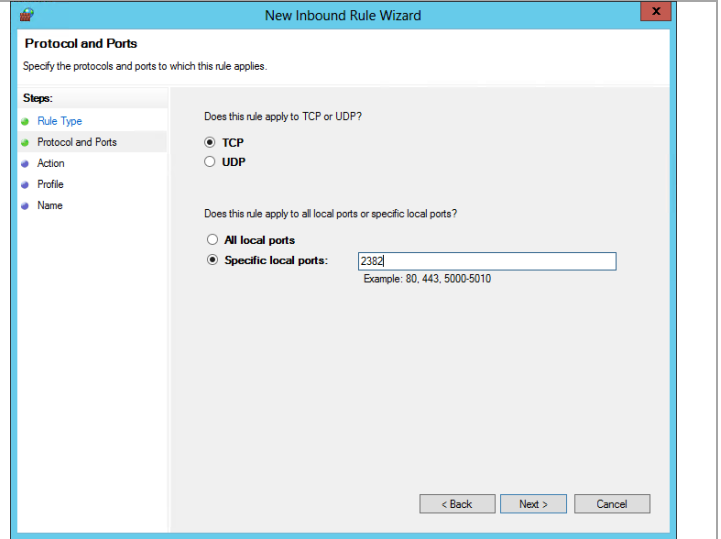 New Inbound Rule Wizard
x
Protocol and Ports
Specify the protocols and ports to which this rule applies.
Steps:
Rule Type
Protocol and Ports
Action
Profile
Name
Does this rule apply to TCP or UDP?
TCP
UDP
Does this rule apply to all local ports or specific local ports?
All local ports
Specific local ports: 2382
Example: 80, 443, 5000-5010
< Back Next > Cancel